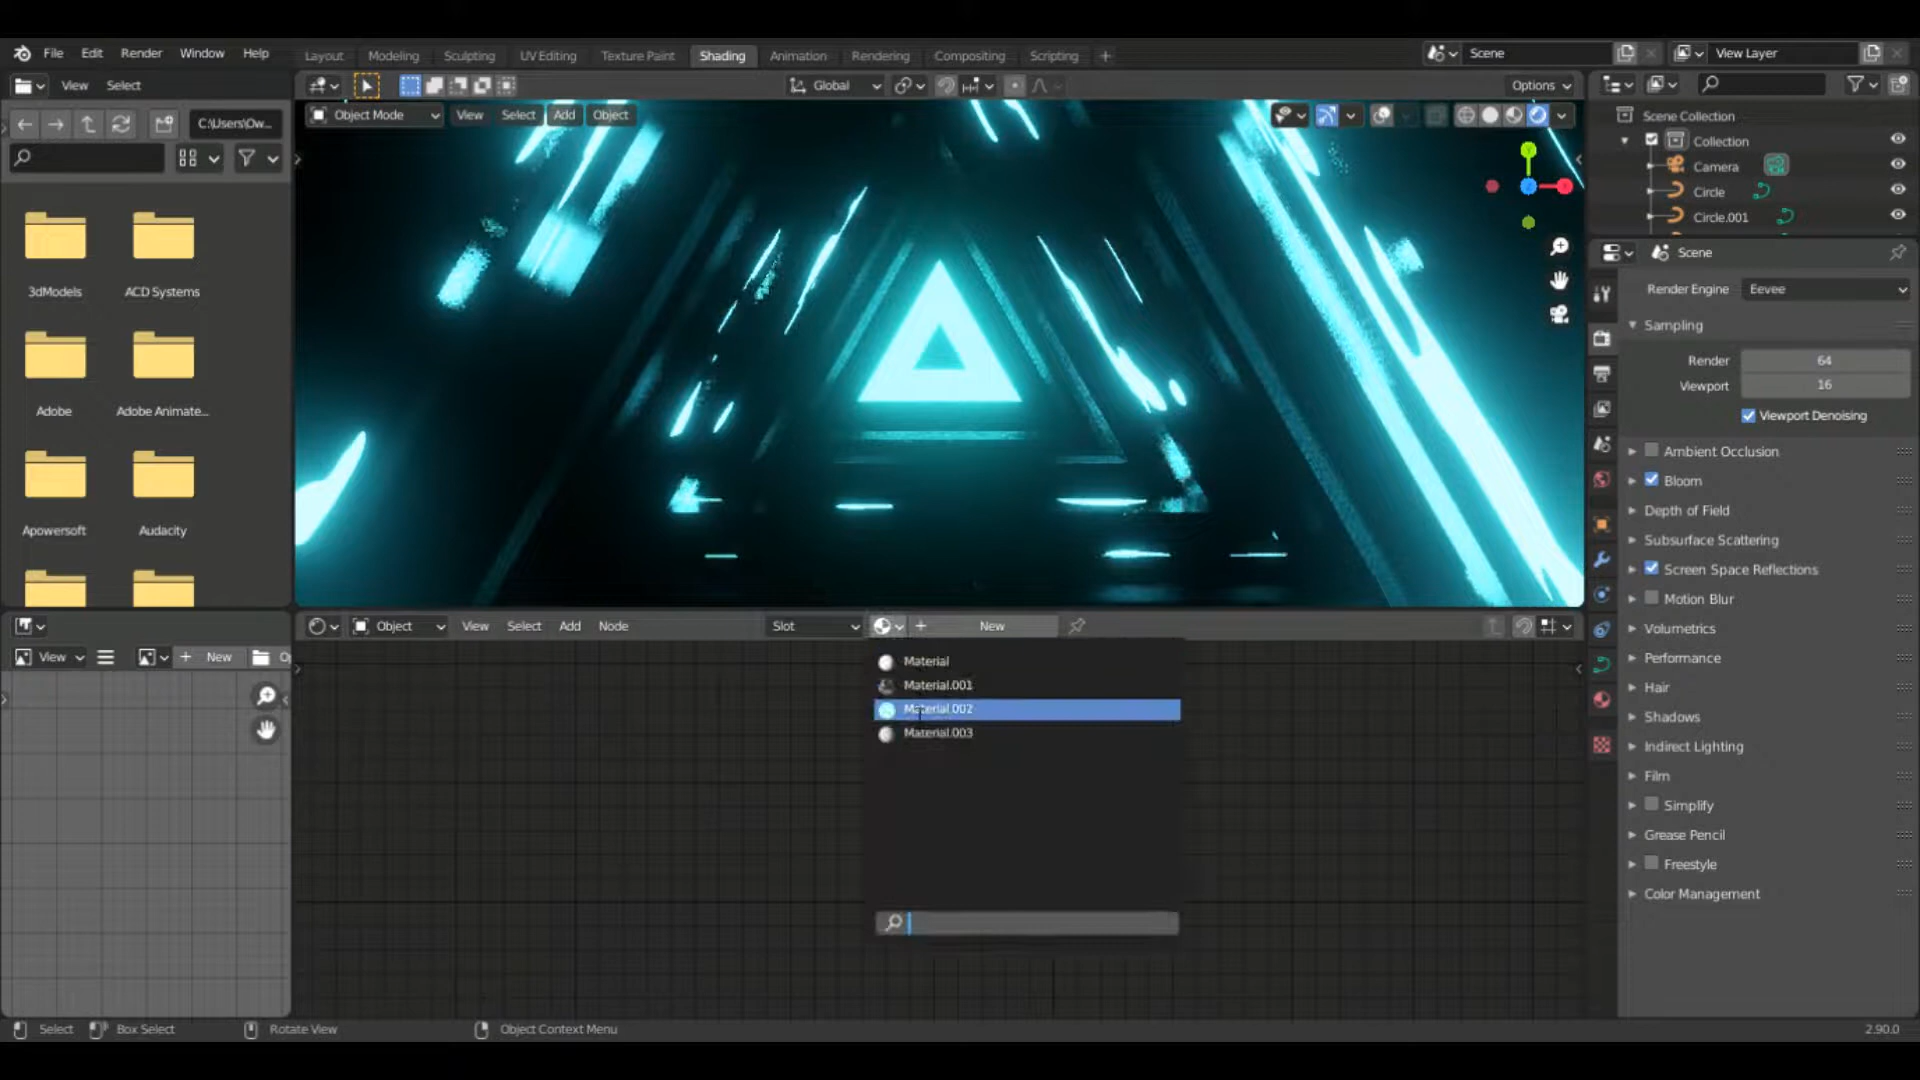 File Edit Render Window Help Layout Modeling Sculpting UV Editing Texture Paint Shading Animation Rendering Compositing Scripting + Scene View Layer
View Select Global Options
C:\Users\Ow...
Object Mode View Select Add Object
Scene Collection
Collection
Camera
Circle
Circle.001
3dModels ACD Systems
Adobe Adobe Animate...
Apowersoft Audacity
Scene
Render Engine Eevee
Sampling
Render 64
Viewport 16
Viewport Denoising
Ambient Occlusion
Bloom
Depth of Field
Subsurface Scattering
Screen Space Reflections
Motion Blur
Volumetrics
Performance
Hair
Shadows
Indirect Lighting
Film
Simplify
Grease Pencil
Freestyle
Color Management
Object View Select Add Node Slot + New
View + New
Material
Material.001
Material.002
Material.003
Select Box Select Rotate View Object Context Menu 2.90.0